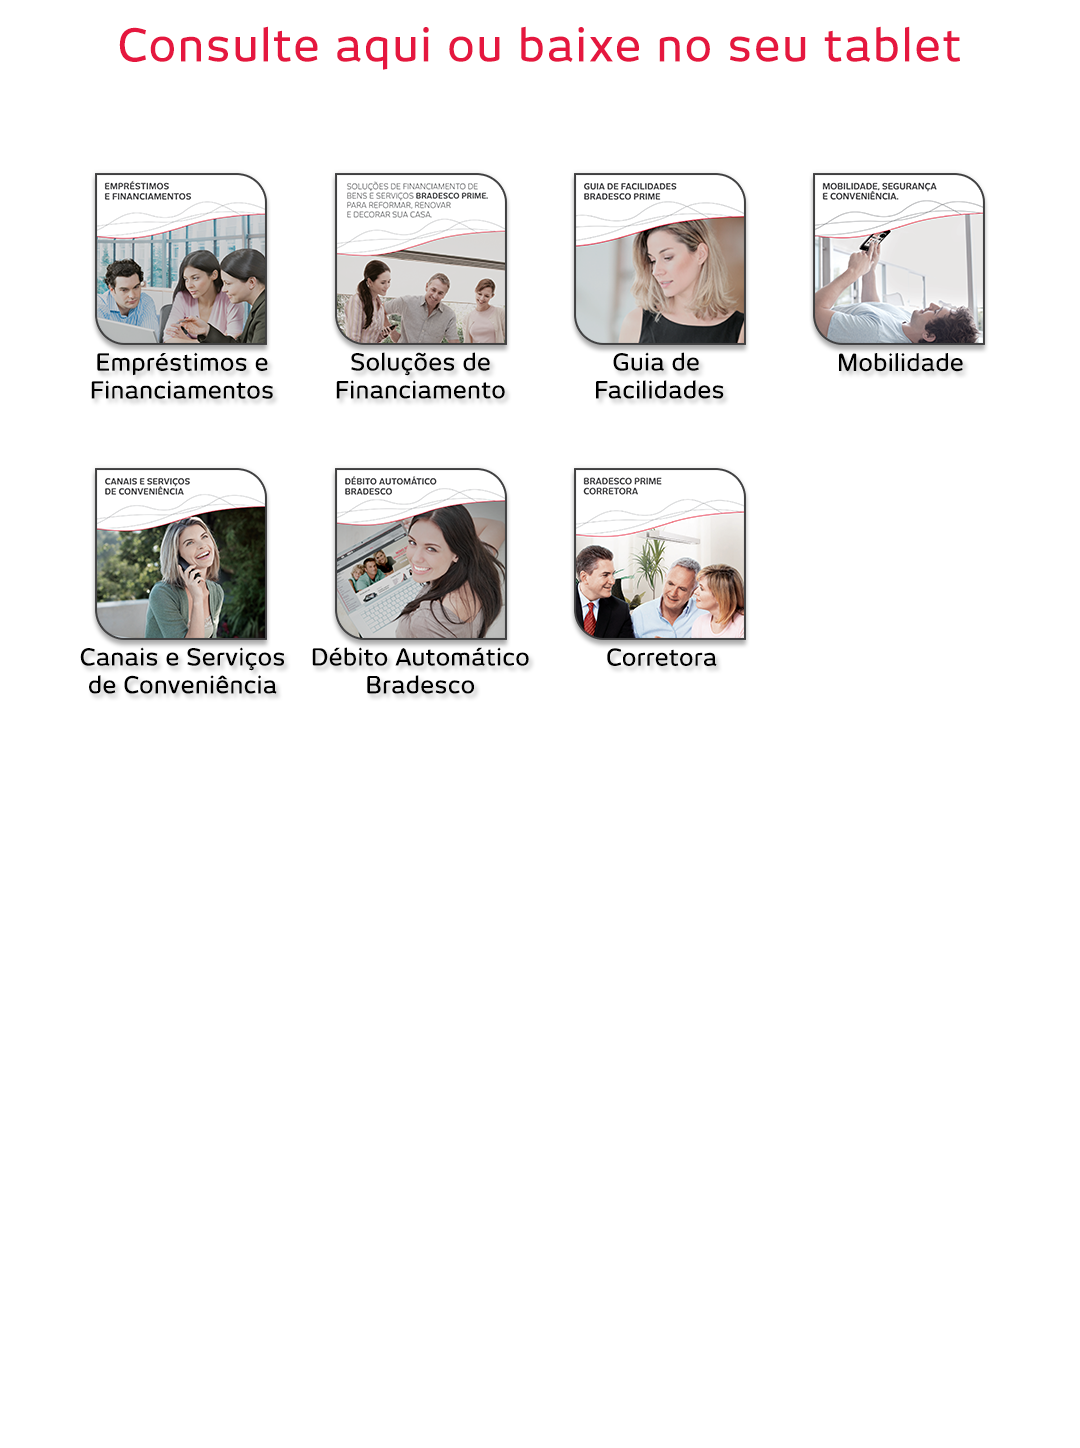 Consulte aqui ou baixe no seu tablet
EMPRÉSTIMOS
E FINANCIAMENTOS
Empréstimos e
Financiamentos
SOLUÇÕES DE FINANCIAMENTO DE
BENS E SERVIÇOS BRADESCO PRIME.
PARA REFORMAR, RENOVAR
E DECORAR SUA CASA.
Soluções de
Financiamento
GUIA DE FACILIDADES
BRADESCO PRIME
Guia de
Facilidades
MOBILIDADE, SEGURANÇA
E CONVENIÊNCIA.
Mobilidade
CANAIS E SERVIÇOS
DE CONVENIÊNCIA
Canais e Serviços
de Conveniência
DÉBITO AUTOMÁTICO
BRADESCO
Débito Automático
Bradesco
BRADESCO PRIME
CORRETORA
Corretora